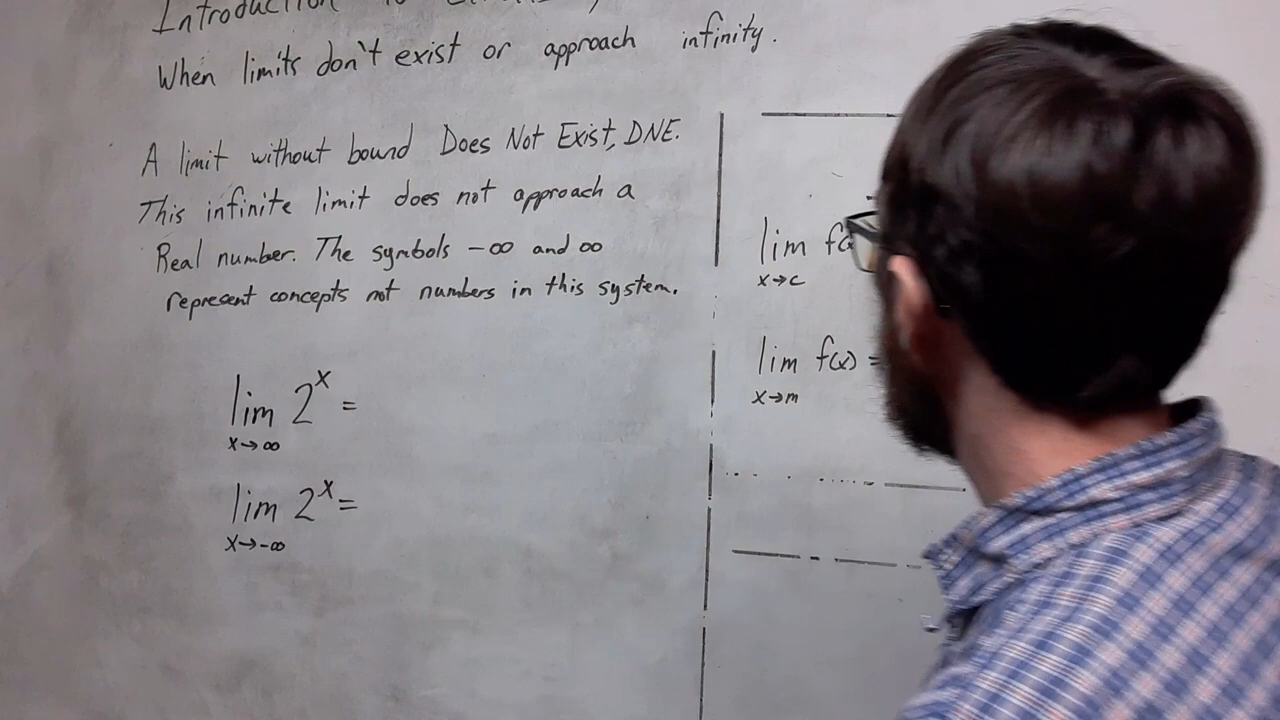 Introduction to
When limits don't exist or approach infinity.
A limit without bound Does Not Exist, DNE.
This infinite limit does not approach a
Real number. The symbols -∞ and ∞
represent concepts not numbers in this system.
lim 2^x =
x→∞
lim 2^x =
x→-∞
lim f(
x→c
lim f(x) =
x→m